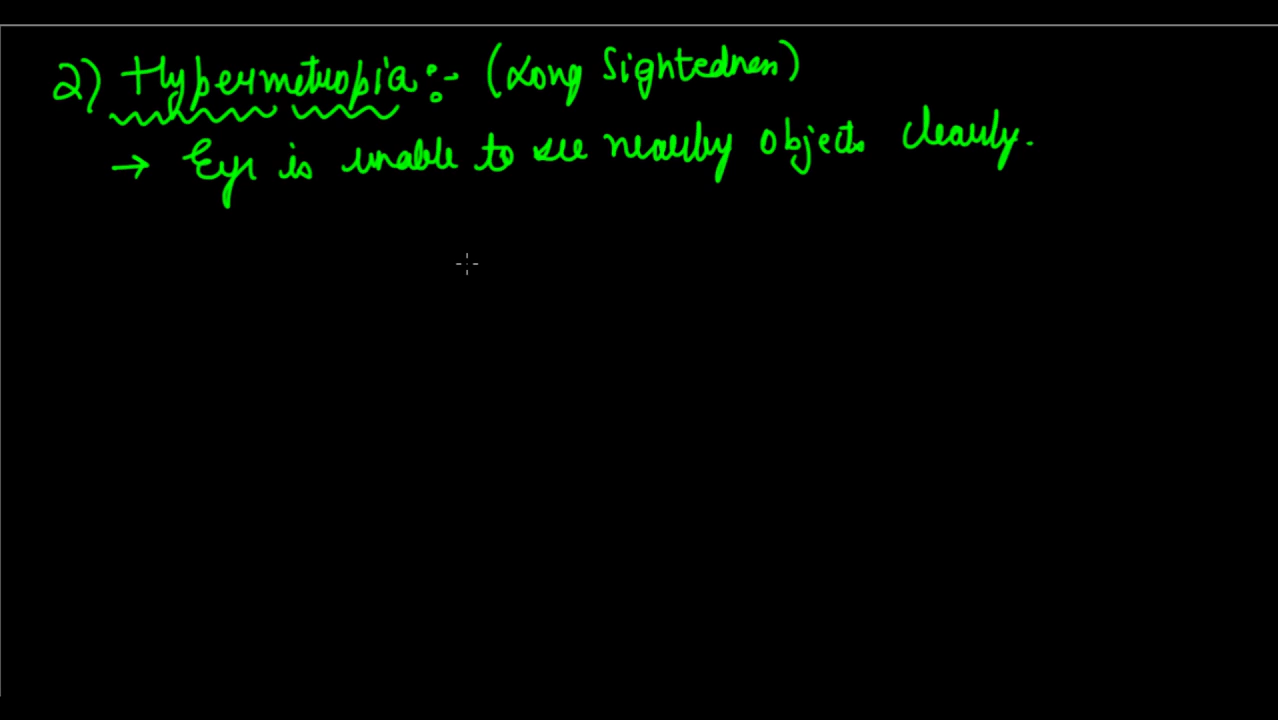 2) Hypermetropia :- (Long Sightedness)
→ Eye is unable to see nearby objects clearly.